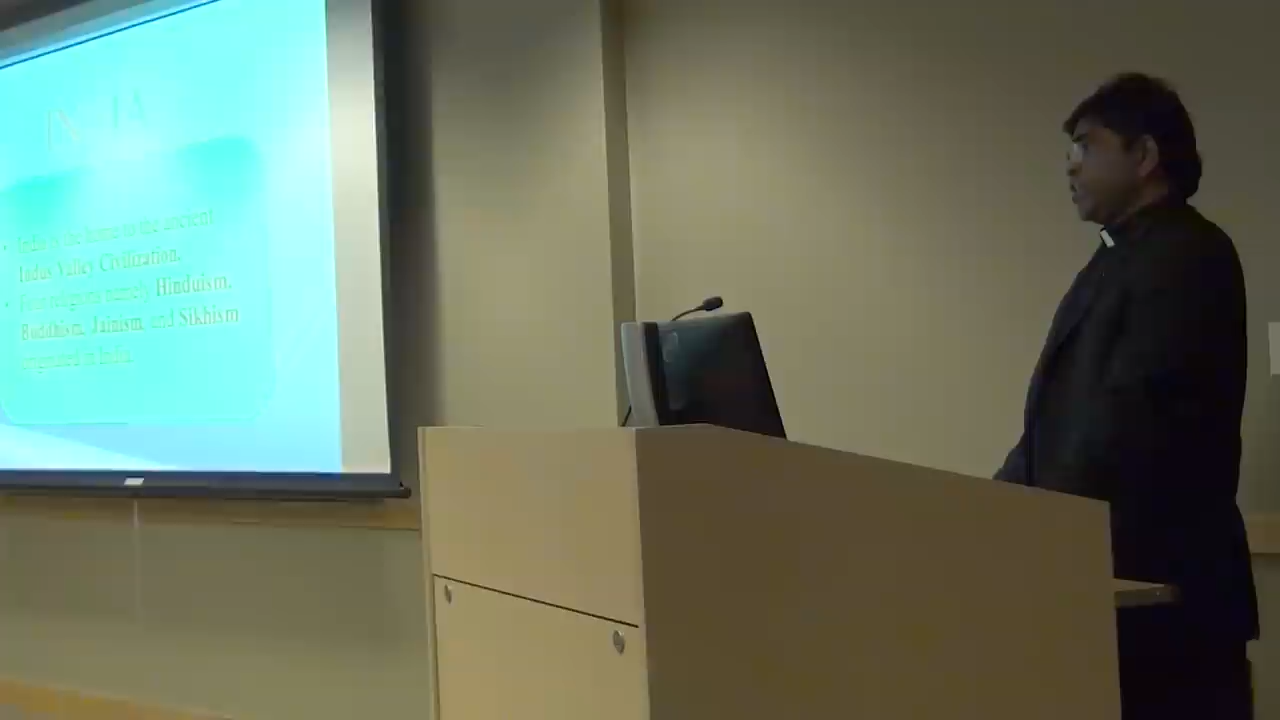 INDIA
• India is the home to the ancient
Indus Valley Civilization.
• Four religions namely Hinduism,
Buddhism, Jainism, and Sikhism
originated in India.